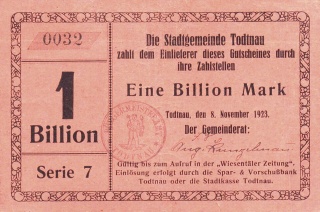 0032
1
Billion
Serie 7
Die Stadtgemeinde Todtnau
zahlt dem Einlieferer dieses Gutscheines durch
ihre Zahlstellen
Eine Billion Mark
Todtnau, den 8. November 1923.
Der Gemeinderat:
Gültig bis zum Aufruf in der „Wiesentäler Zeitung".
Einlösung erfolgt durch die Spar- & Vorschußbank
Todtnau oder die Stadtkasse Todtnau.